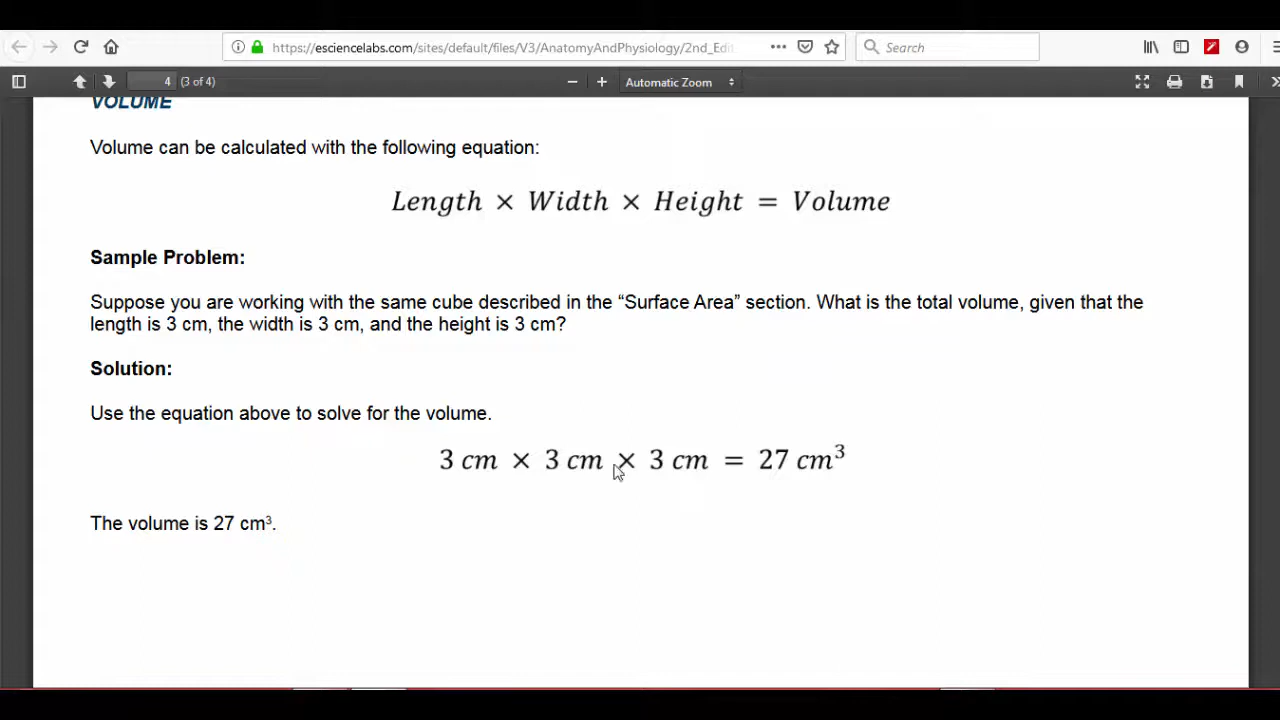 https://esciencelabs.com/sites/default/files/V3/AnatomyAndPhysiology/2nd_Edit
Search
4 (3 of 4)
Automatic Zoom
VOLUME
Volume can be calculated with the following equation:
Length × Width × Height = Volume
Sample Problem:
Suppose you are working with the same cube described in the “Surface Area” section. What is the total volume, given that the
length is 3 cm, the width is 3 cm, and the height is 3 cm?
Solution:
Use the equation above to solve for the volume.
3 cm × 3 cm × 3 cm = 27 cm³
The volume is 27 cm³.